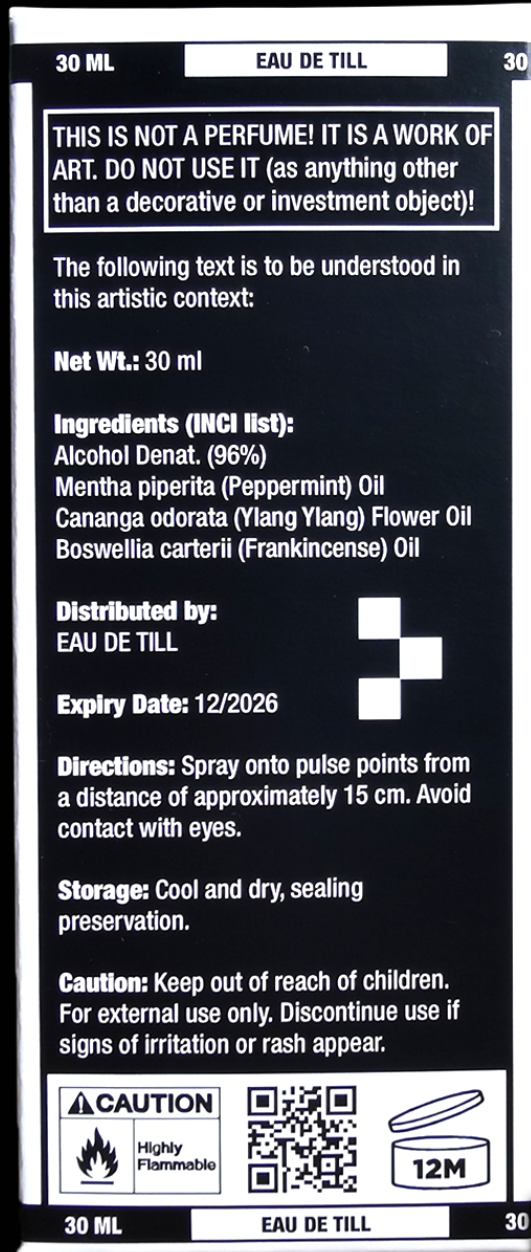 30 ML EAU DE TILL 30
THIS IS NOT A PERFUME! IT IS A WORK OF
ART. DO NOT USE IT (as anything other
than a decorative or investment object)!
The following text is to be understood in
this artistic context:
Net Wt.: 30 ml
Ingredients (INCI list):
Alcohol Denat. (96%)
Mentha piperita (Peppermint) Oil
Cananga odorata (Ylang Ylang) Flower Oil
Boswellia carterii (Frankincense) Oil
Distributed by:
EAU DE TILL
Expiry Date: 12/2026
Directions: Spray onto pulse points from
a distance of approximately 15 cm. Avoid
contact with eyes.
Storage: Cool and dry, sealing
preservation.
Caution: Keep out of reach of children.
For external use only. Discontinue use if
signs of irritation or rash appear.
CAUTION
Highly
Flammable
12M
30 ML EAU DE TILL 30